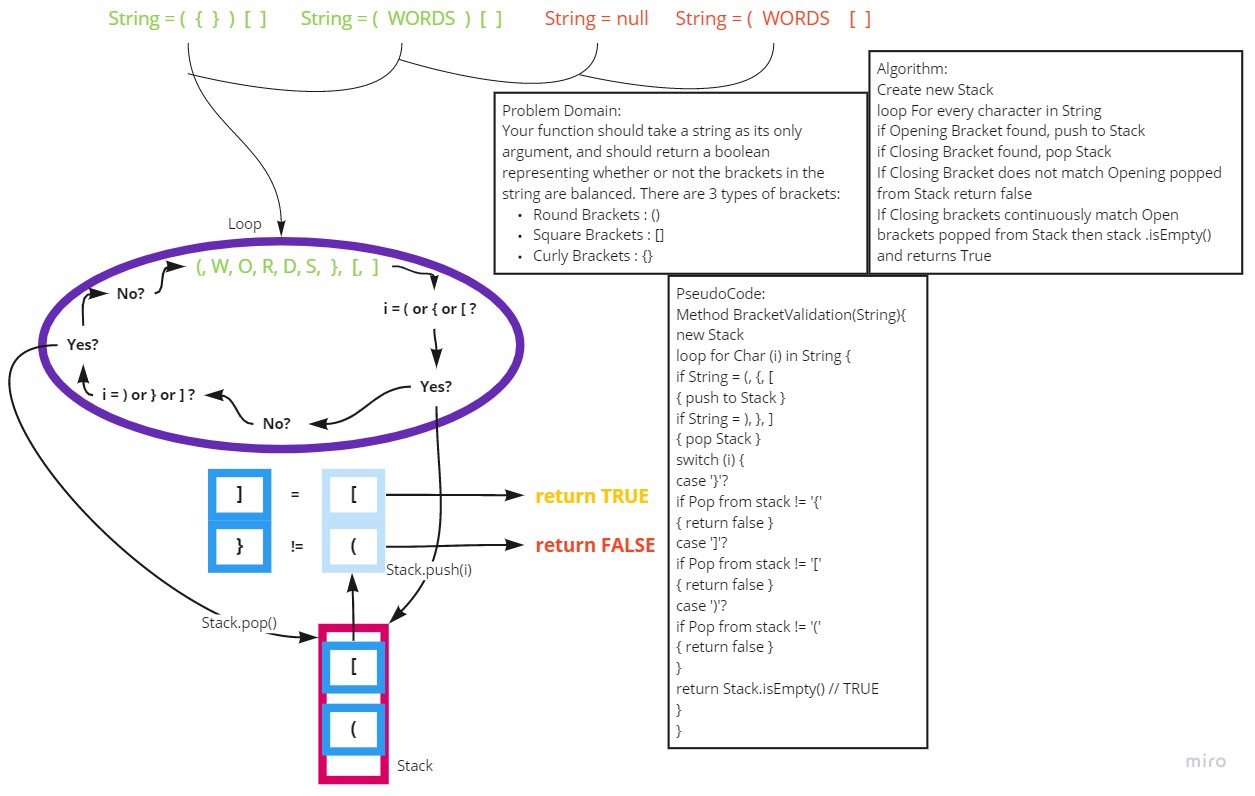 String = ( { } ) [ ]
String = ( WORDS ) [ ]
String = null
String = ( WORDS [ ]
Algorithm:
Create new Stack
loop For every character in String
if Opening Bracket found, push to Stack
if Closing Bracket found, pop Stack
If Closing Bracket does not match Opening popped
from Stack return false
If Closing brackets continuously match Open
brackets popped from Stack then stack .isEmpty()
and returns True
Problem Domain:
Your function should take a string as its only
argument, and should return a boolean
representing whether or not the brackets in the
string are balanced. There are 3 types of brackets:
• Round Brackets : ()
• Square Brackets : []
• Curly Brackets : {}
Loop
(, W, O, R, D, S, }, [, ]
No?
i = ( or { or [ ?
Yes?
Yes?
i = ) or } or ] ?
No?
] = [
return TRUE
} != (
return FALSE
Stack.push(i)
Stack.pop()
[
(
Stack
PseudoCode:
Method BracketValidation(String){
new Stack
loop for Char (i) in String {
if String = (, {, [
{ push to Stack }
if String = ), }, ]
{ pop Stack }
switch (i) {
case '}'?
if Pop from stack != '{'
{ return false }
case ']'?
if Pop from stack != '['
{ return false }
case ')'?
if Pop from stack != '('
{ return false }
}
return Stack.isEmpty() // TRUE
}
}
miro